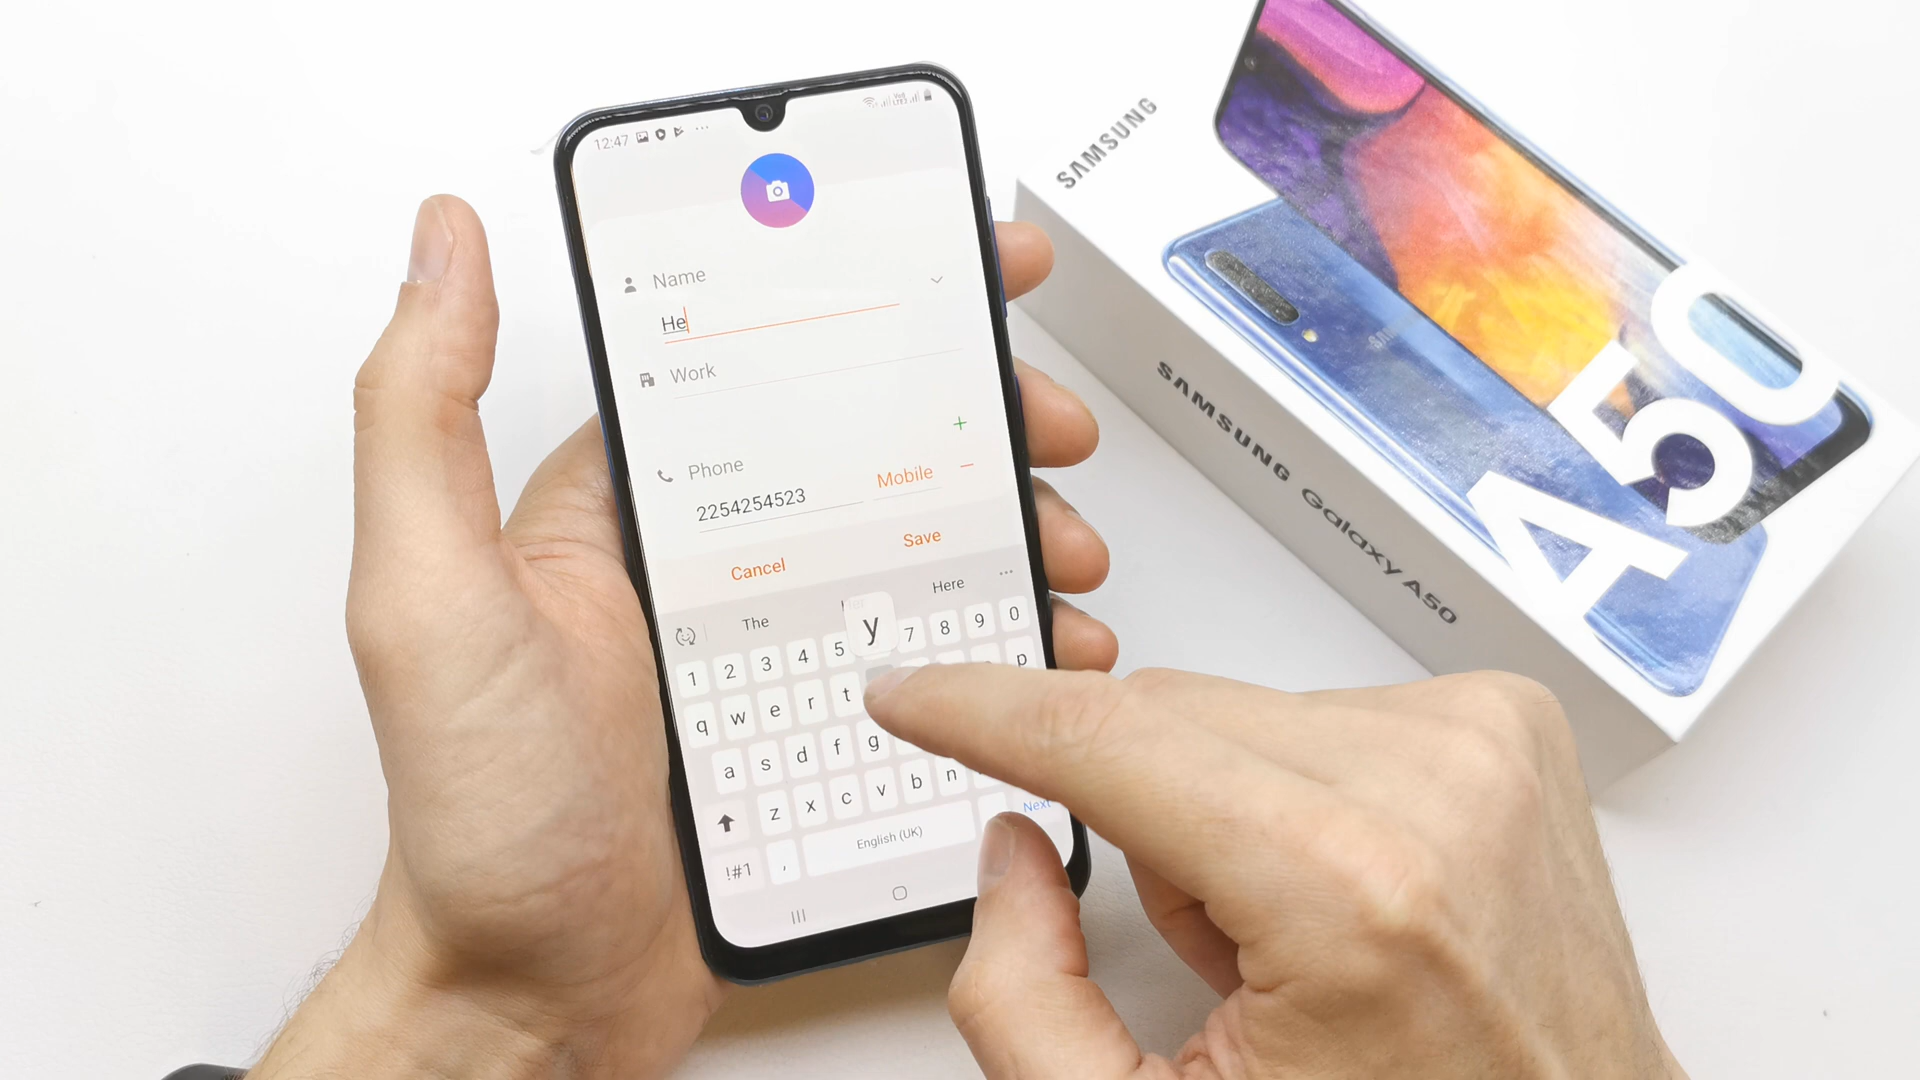 12:47
Name
He
Work
Phone
2254254523
Mobile
Cancel
Save
The
Here
y
1 2 3 4 5 7 8 9 0
q w e r t p
a s d f g
z x c v b n
Next
!#1 , English (UK)
SAMSUNG
A50
SAMSUNG Galaxy A50